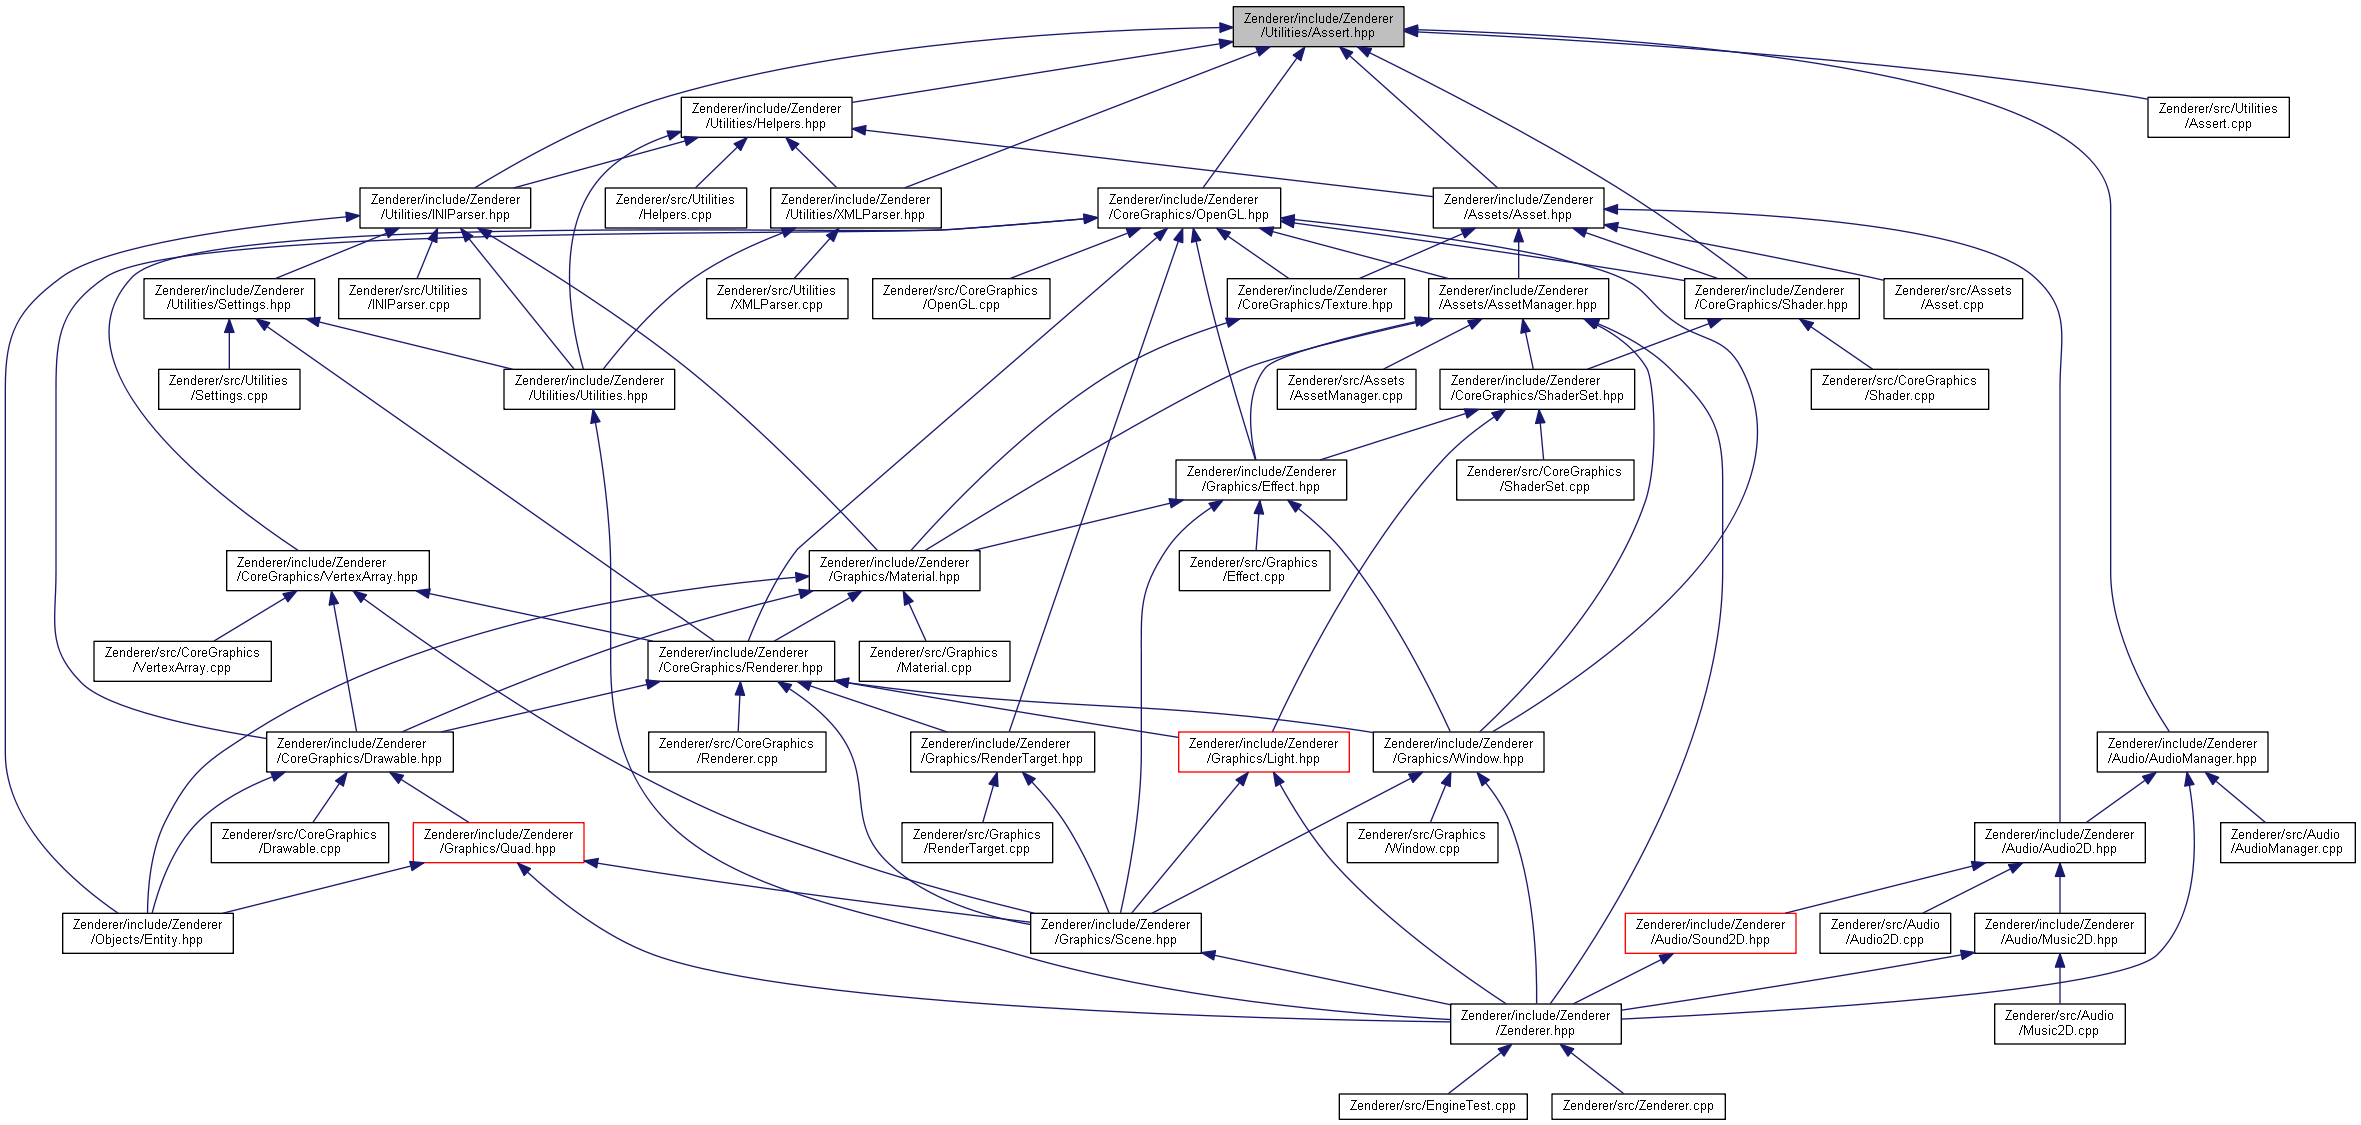 Zenderer/include/Zenderer
/Utilities/Assert.hpp
Zenderer/include/Zenderer
/Utilities/Helpers.hpp
Zenderer/src/Utilities
/Assert.cpp
Zenderer/include/Zenderer
/Utilities/INIParser.hpp
Zenderer/src/Utilities
/Helpers.cpp
Zenderer/include/Zenderer
/Utilities/XMLParser.hpp
Zenderer/include/Zenderer
/CoreGraphics/OpenGL.hpp
Zenderer/include/Zenderer
/Assets/Asset.hpp
Zenderer/include/Zenderer
/Utilities/Settings.hpp
Zenderer/src/Utilities
/INIParser.cpp
Zenderer/src/Utilities
/XMLParser.cpp
Zenderer/src/CoreGraphics
/OpenGL.cpp
Zenderer/include/Zenderer
/CoreGraphics/Texture.hpp
Zenderer/include/Zenderer
/Assets/AssetManager.hpp
Zenderer/include/Zenderer
/CoreGraphics/Shader.hpp
Zenderer/src/Assets
/Asset.cpp
Zenderer/src/Utilities
/Settings.cpp
Zenderer/include/Zenderer
/Utilities/Utilities.hpp
Zenderer/src/Assets
/AssetManager.cpp
Zenderer/include/Zenderer
/CoreGraphics/ShaderSet.hpp
Zenderer/src/CoreGraphics
/Shader.cpp
Zenderer/include/Zenderer
/Graphics/Effect.hpp
Zenderer/src/CoreGraphics
/ShaderSet.cpp
Zenderer/include/Zenderer
/CoreGraphics/VertexArray.hpp
Zenderer/include/Zenderer
/Graphics/Material.hpp
Zenderer/src/Graphics
/Effect.cpp
Zenderer/src/CoreGraphics
/VertexArray.cpp
Zenderer/include/Zenderer
/CoreGraphics/Renderer.hpp
Zenderer/src/Graphics
/Material.cpp
Zenderer/include/Zenderer
/CoreGraphics/Drawable.hpp
Zenderer/src/CoreGraphics
/Renderer.cpp
Zenderer/include/Zenderer
/Graphics/RenderTarget.hpp
Zenderer/include/Zenderer
/Graphics/Light.hpp
Zenderer/include/Zenderer
/Graphics/Window.hpp
Zenderer/include/Zenderer
/Audio/AudioManager.hpp
Zenderer/src/CoreGraphics
/Drawable.cpp
Zenderer/include/Zenderer
/Graphics/Quad.hpp
Zenderer/src/Graphics
/RenderTarget.cpp
Zenderer/src/Graphics
/Window.cpp
Zenderer/include/Zenderer
/Audio/Audio2D.hpp
Zenderer/src/Audio
/AudioManager.cpp
Zenderer/include/Zenderer
/Objects/Entity.hpp
Zenderer/include/Zenderer
/Graphics/Scene.hpp
Zenderer/include/Zenderer
/Audio/Sound2D.hpp
Zenderer/src/Audio
/Audio2D.cpp
Zenderer/include/Zenderer
/Audio/Music2D.hpp
Zenderer/include/Zenderer
/Zenderer.hpp
Zenderer/src/Audio
/Music2D.cpp
Zenderer/src/EngineTest.cpp
Zenderer/src/Zenderer.cpp